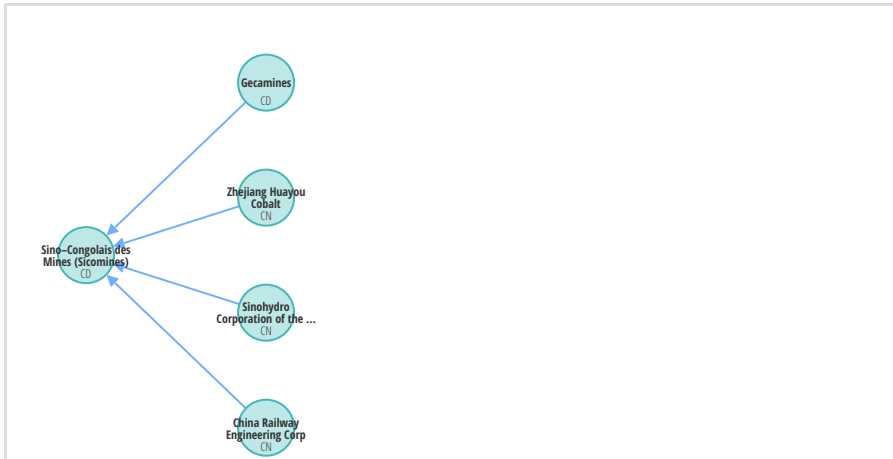 Gecamines
CD
Zhejiang Huayou
Cobalt
CN
Sino–Congolais des
Mines (Sicomines)
CD
Sinohydro
Corporation of the ...
CN
China Railway
Engineering Corp
CN